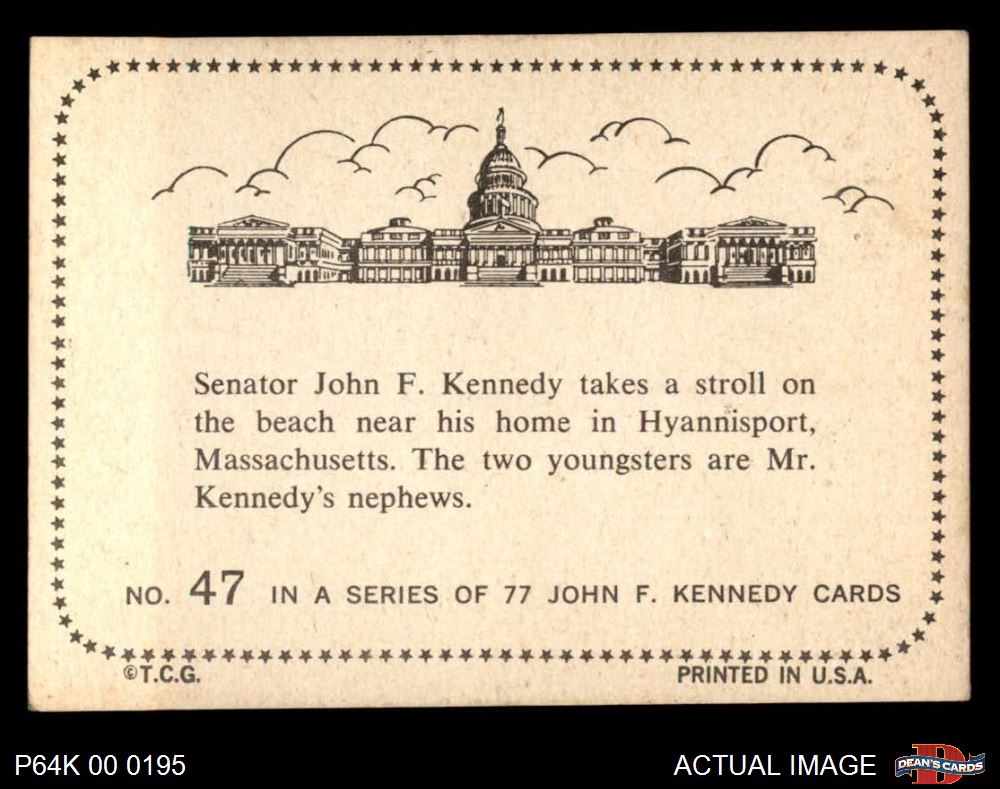 Senator John F. Kennedy takes a stroll on
the beach near his home in Hyannisport,
Massachusetts. The two youngsters are Mr.
Kennedy's nephews.
NO. 47 IN A SERIES OF 77 JOHN F. KENNEDY CARDS
©T.C.G. PRINTED IN U.S.A.
P64K 00 0195 ACTUAL IMAGE D DEAN'S CARDS